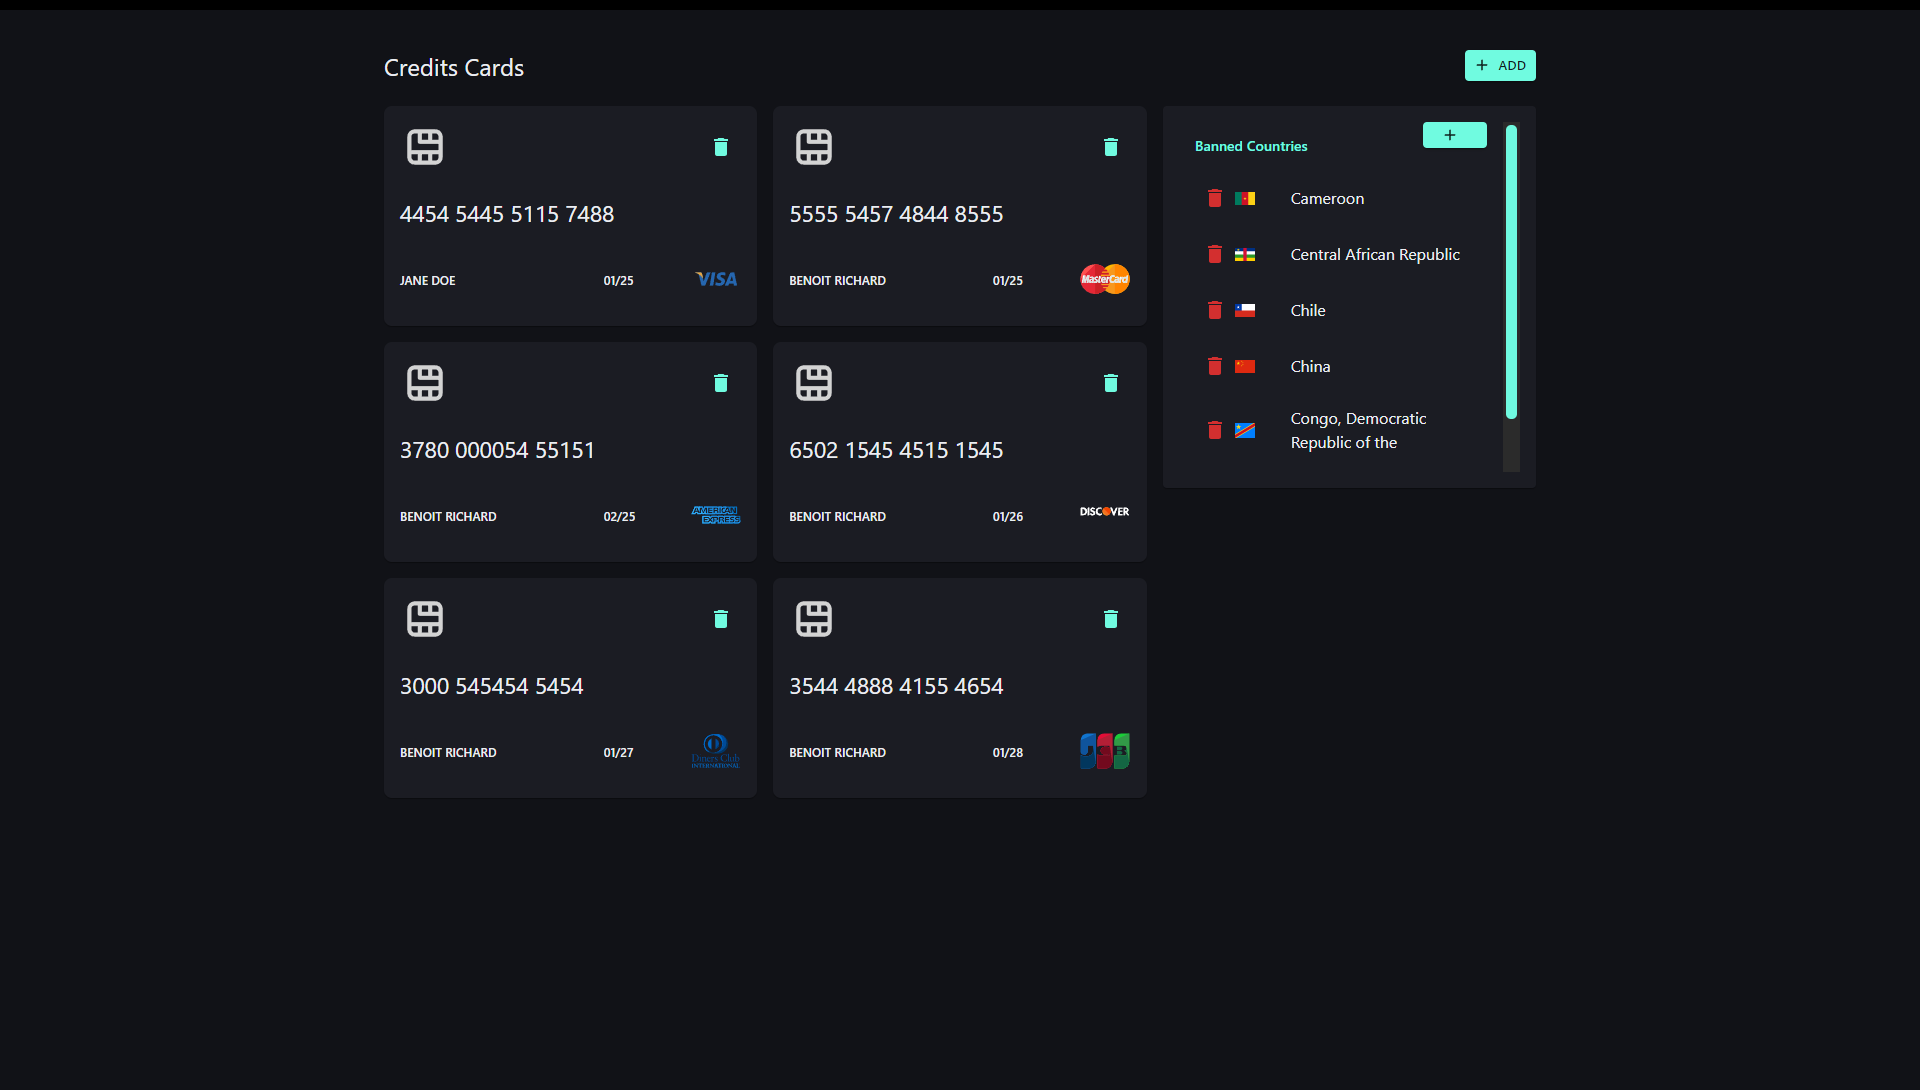 Credits Cards
+ ADD
4454 5445 5115 7488
JANE DOE 01/25 VISA
5555 5457 4844 8555
BENOIT RICHARD 01/25 MasterCard
3780 000054 55151
BENOIT RICHARD 02/25 AMERICAN EXPRESS
6502 1545 4515 1545
BENOIT RICHARD 01/26 DISCOVER
3000 545454 5454
BENOIT RICHARD 01/27 Diners Club INTERNATIONAL
3544 4888 4155 4654
BENOIT RICHARD 01/28 JCB
Banned Countries +
Cameroon
Central African Republic
Chile
China
Congo, Democratic
Republic of the